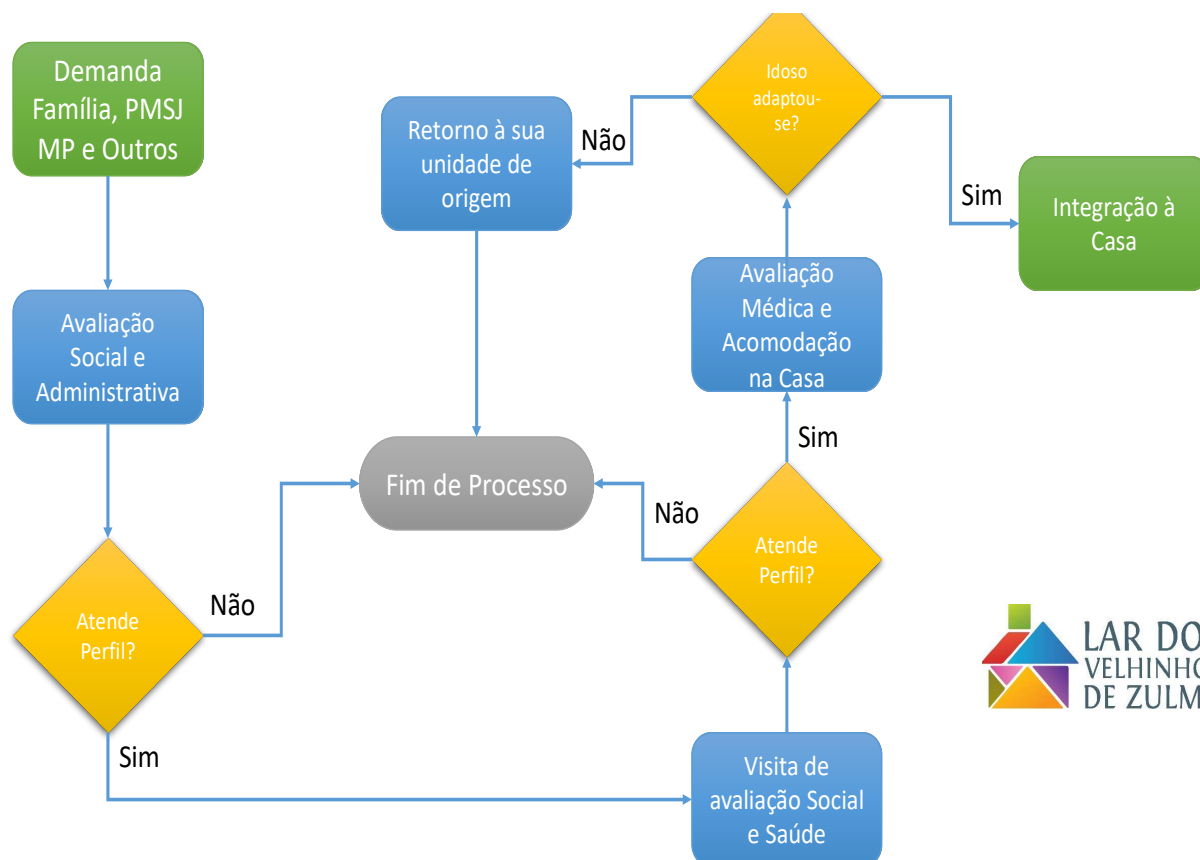 Demanda
Família, PMSJ
MP e Outros
Avaliação
Social e
Administrativa
Atende
Perfil?
Não
Sim
Visita de
avaliação Social
e Saúde
Atende
Perfil?
Não
Sim
Fim de Processo
Avaliação
Médica e
Acomodação
na Casa
Idoso
adaptou-
se?
Não
Retorno à sua
unidade de
origem
Sim
Integração à
Casa
LAR DO
VELHINHO
DE ZULM